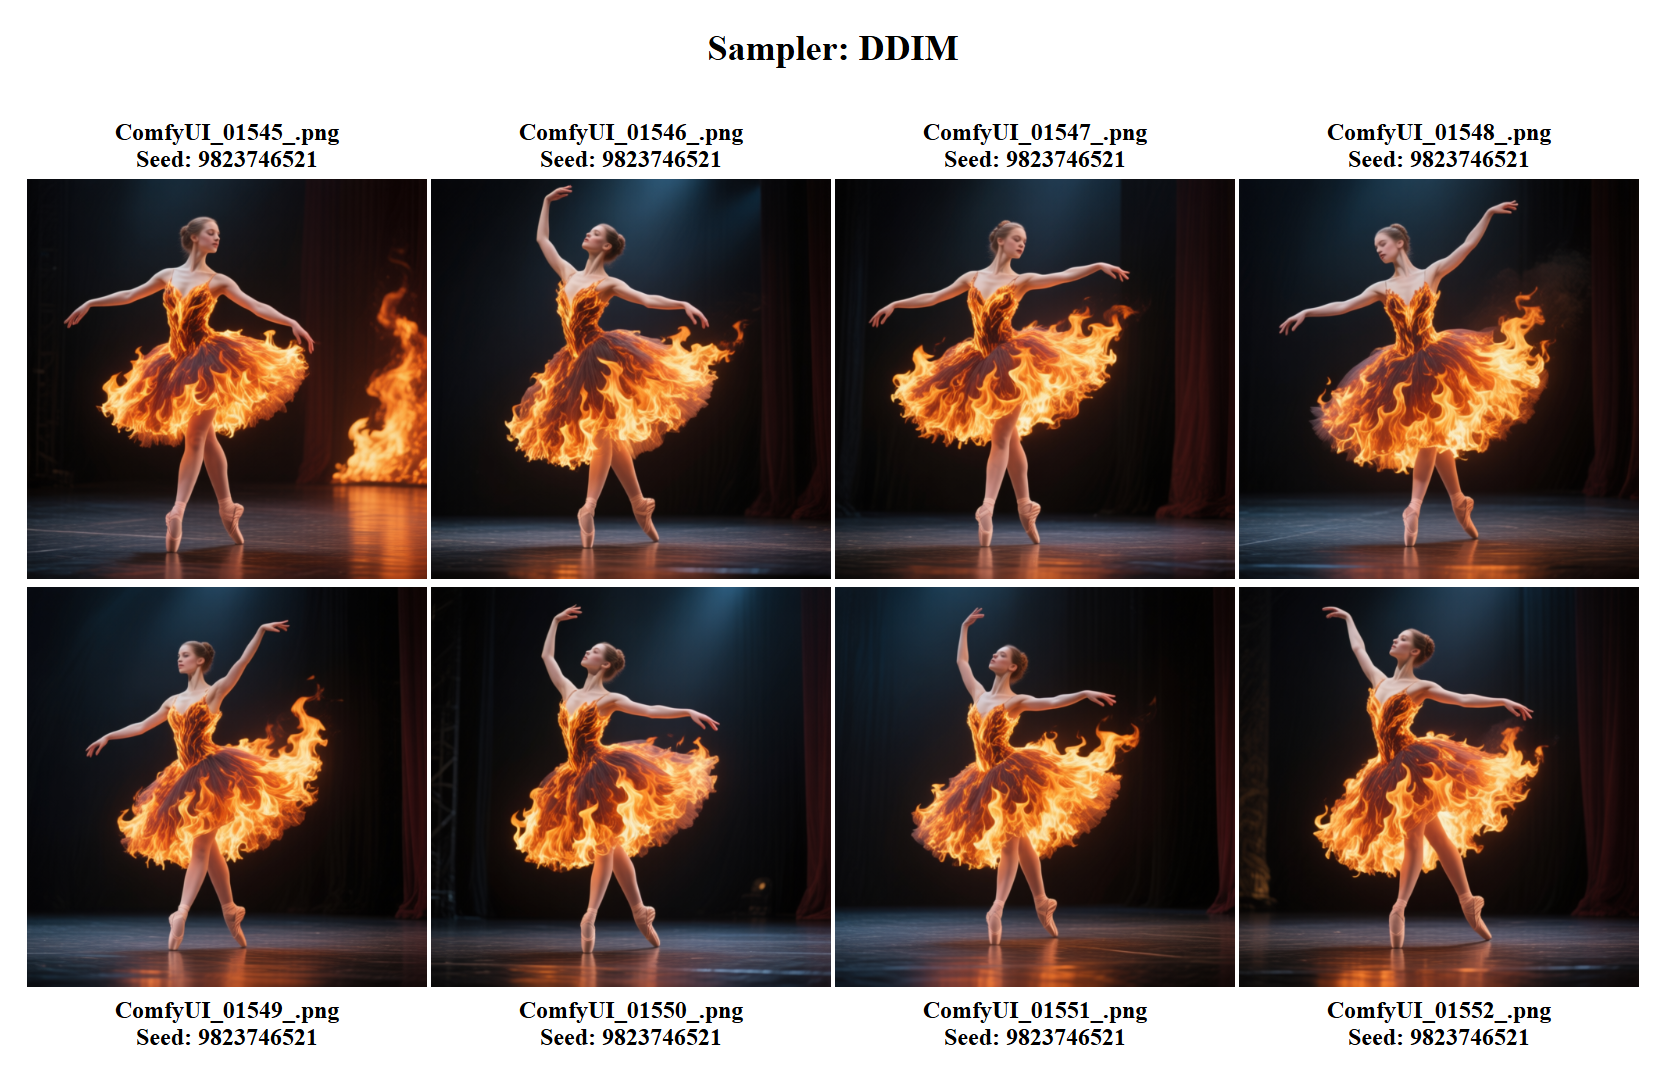 Sampler: DDIM
ComfyUI_01545_.png
Seed: 9823746521
ComfyUI_01546_.png
Seed: 9823746521
ComfyUI_01547_.png
Seed: 9823746521
ComfyUI_01548_.png
Seed: 9823746521
ComfyUI_01549_.png
Seed: 9823746521
ComfyUI_01550_.png
Seed: 9823746521
ComfyUI_01551_.png
Seed: 9823746521
ComfyUI_01552_.png
Seed: 9823746521